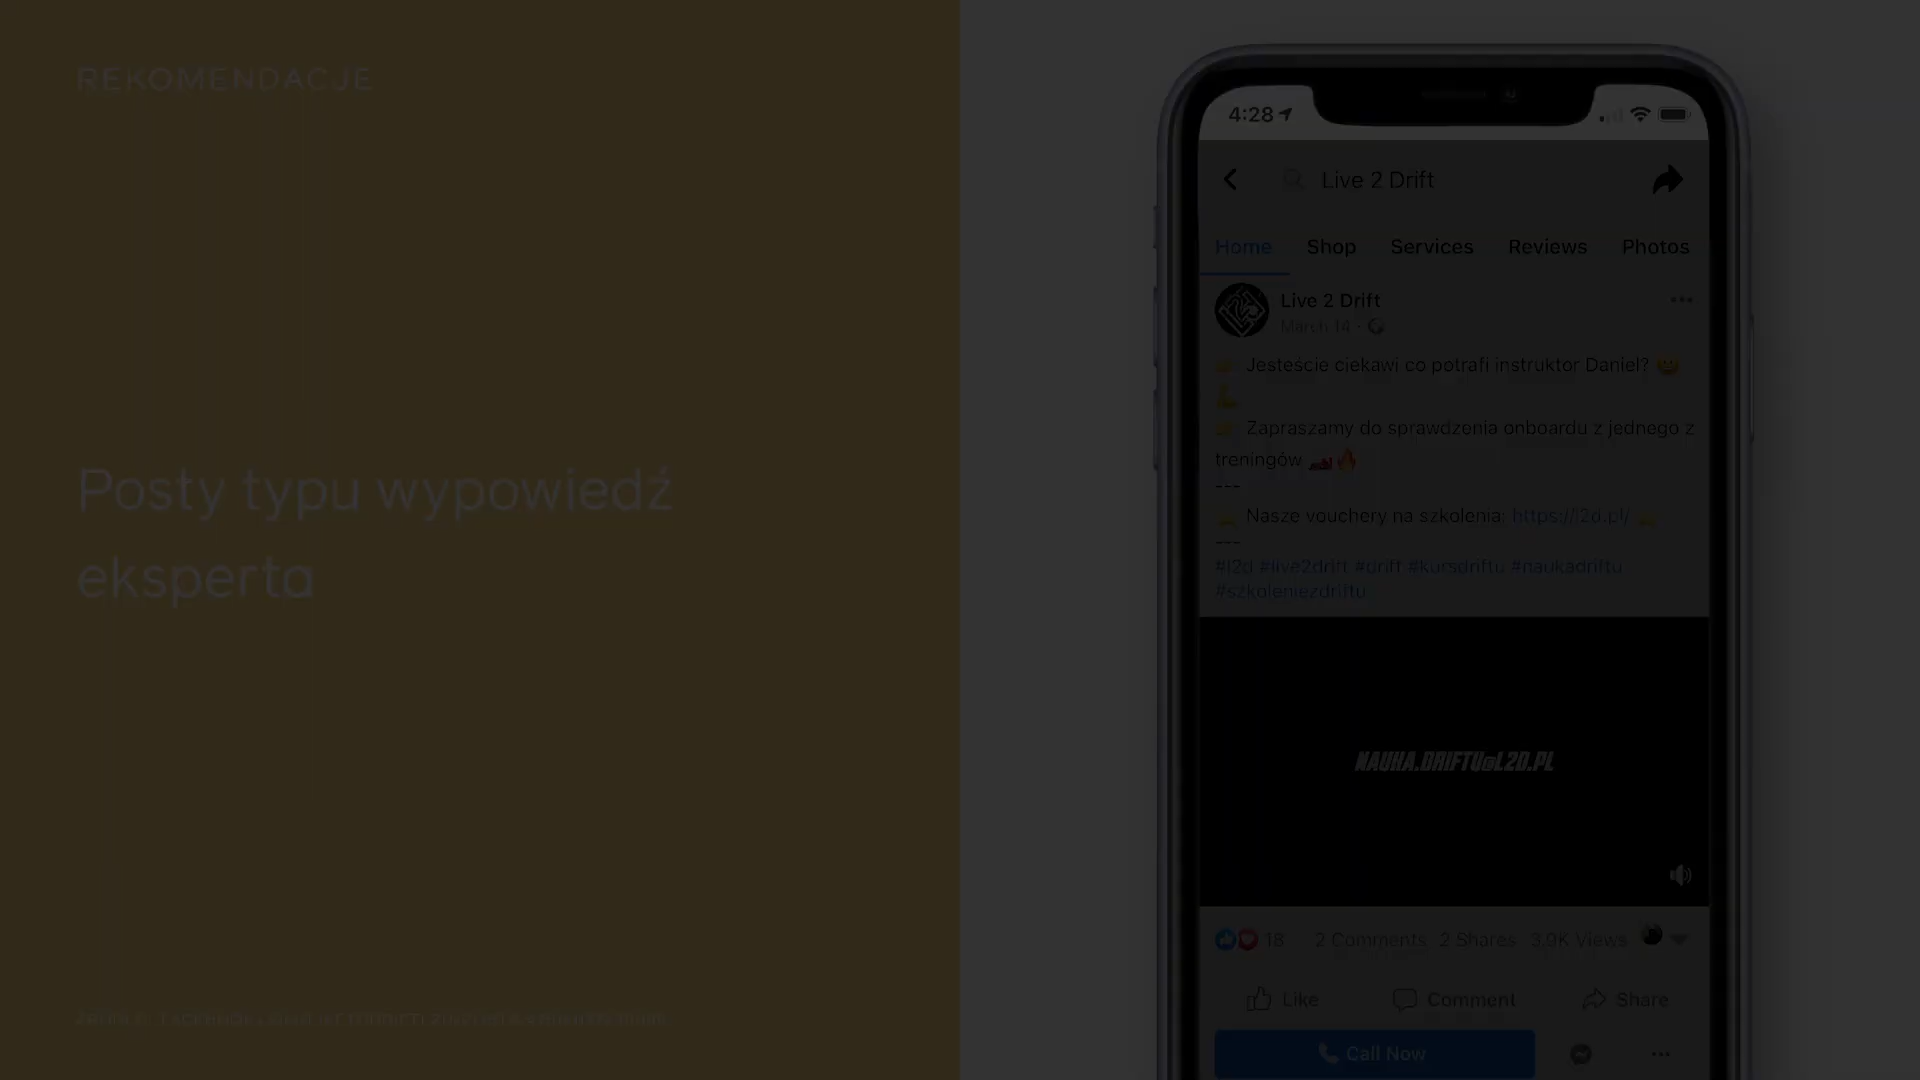 REKOMENDACJE
Posty typu wypowiedź
eksperta
4:28
Live 2 Drift
Home Shop Services Reviews Photos
Live 2 Drift
March 14 ·
Jesteście ciekawi co potrafi instruktor Daniel?
Zapraszamy do sprawdzenia onboardu z jednego z
treningów
---
Nasze vouchery na szkolenia: https://l2d.pl/
---
#l2d #live2drift #drift #kursdriftu #naukadriftu
#szkoleniezdriftu
NAUKA.DRIFTU@L2D.PL
18 2 Comments 2 Shares 3.9K Views
Like Comment Share
Call Now